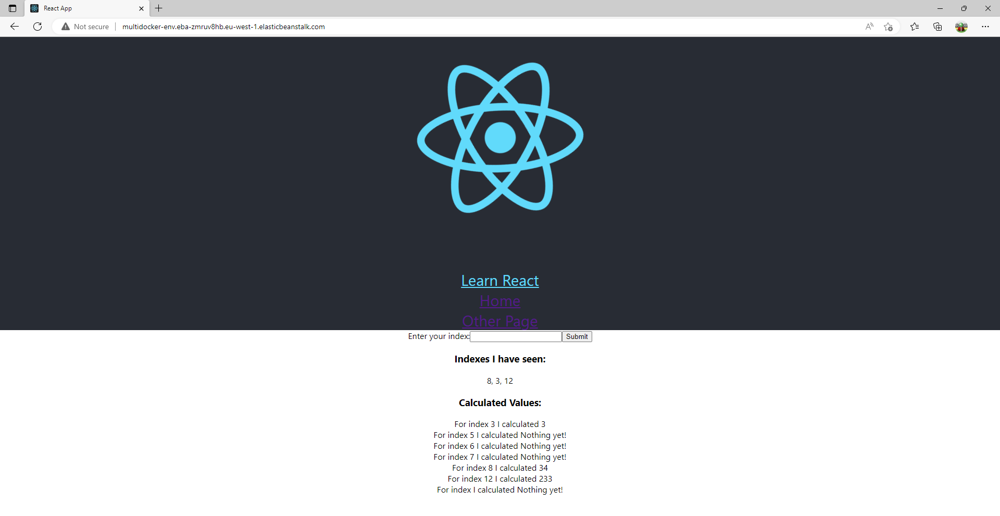 React App
Not secure
multidocker-env.eba-zmruv8hb.eu-west-1.elasticbeanstalk.com
Learn React
Home
Other Page
Enter your index: Submit
Indexes I have seen:
8, 3, 12
Calculated Values:
For index 3 I calculated 3
For index 5 I calculated Nothing yet!
For index 6 I calculated Nothing yet!
For index 7 I calculated Nothing yet!
For index 8 I calculated 34
For index 12 I calculated 233
For index I calculated Nothing yet!